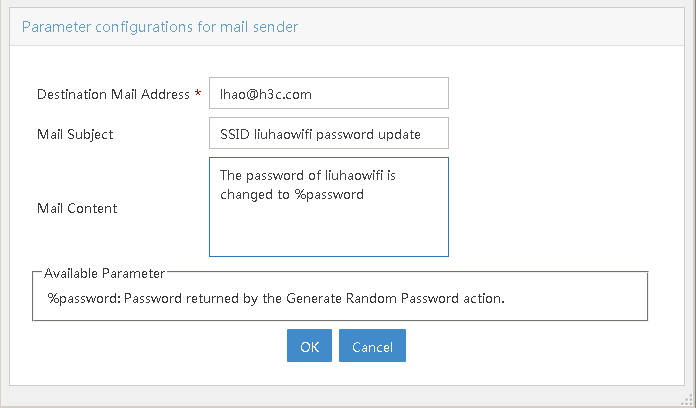 Parameter configurations for mail sender
Destination Mail Address * lhao@h3c.com
Mail Subject SSID liuhaowifi password update
Mail Content
The password of liuhaowifi is
changed to %password
Available Parameter
%password: Password returned by the Generate Random Password action.
OK Cancel